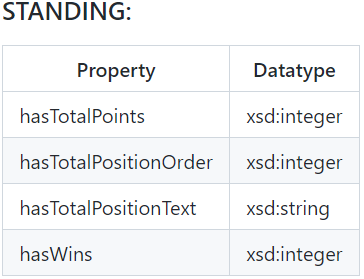 STANDING:
Property Datatype
hasTotalPoints xsd:integer
hasTotalPositionOrder xsd:integer
hasTotalPositionText xsd:string
hasWins xsd:integer